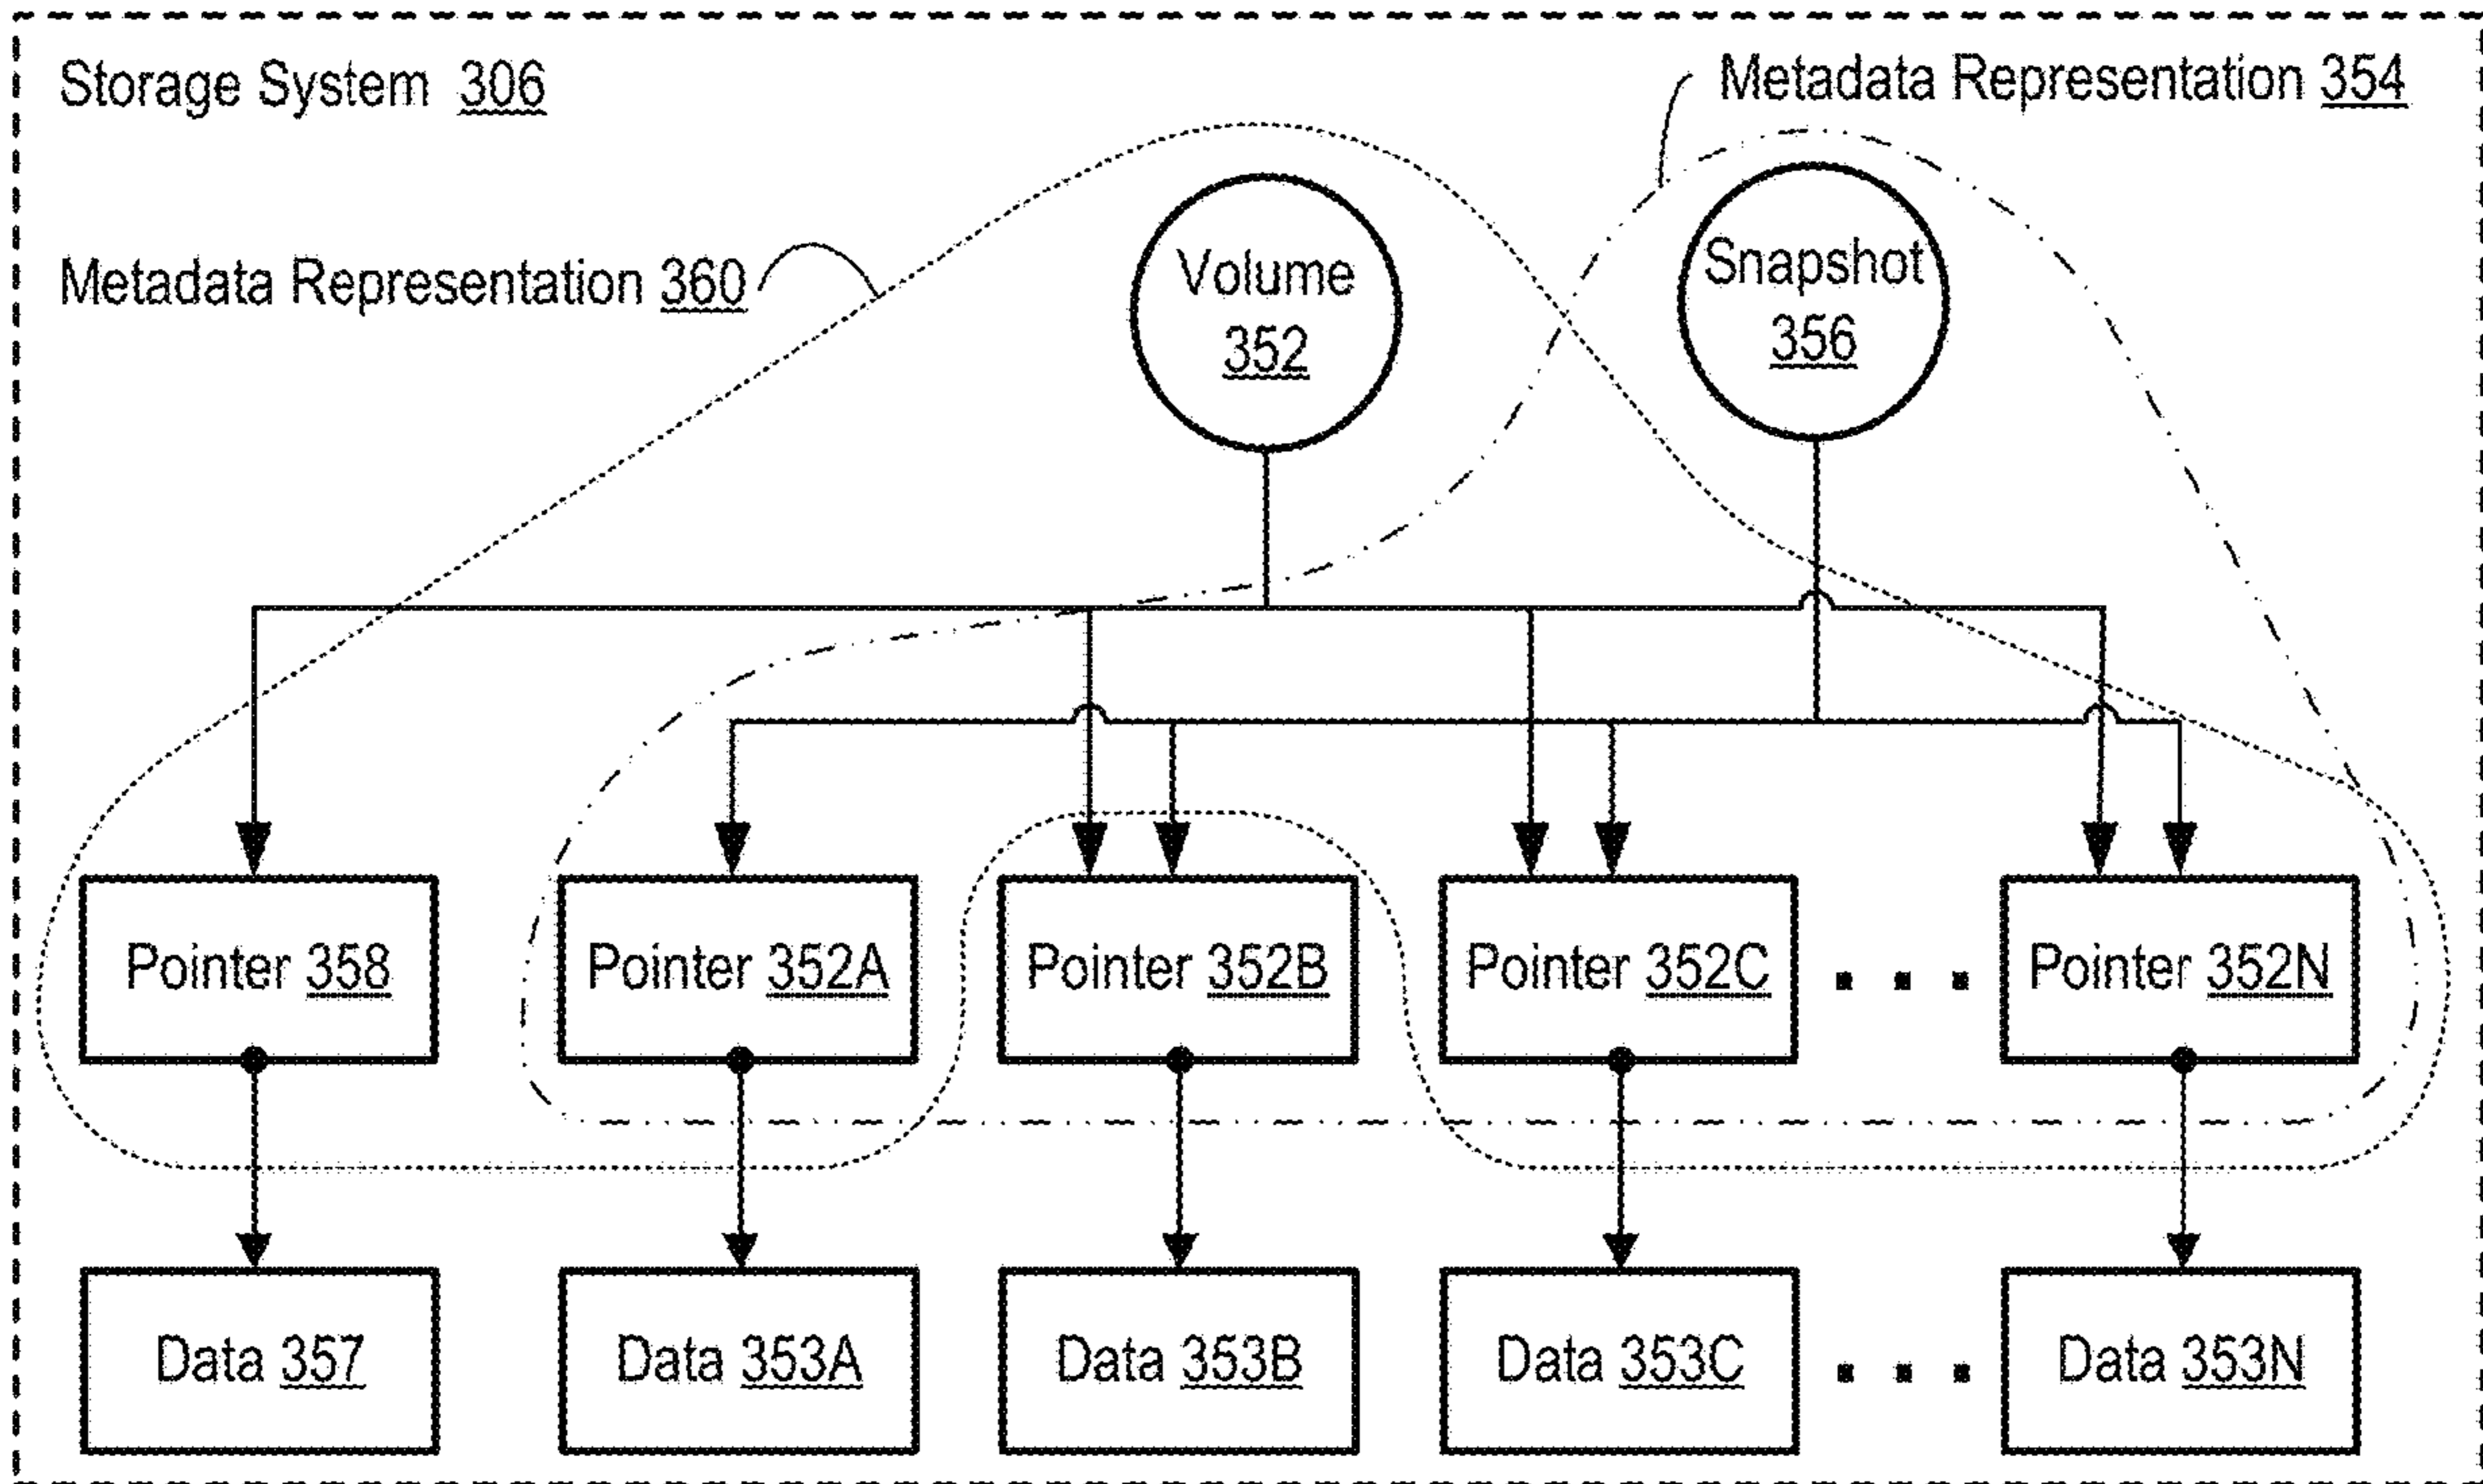 Storage System 306
Metadata Representation 354
Metadata Representation 360
Volume
352
Snapshot
356
Pointer 358
Pointer 352A
Pointer 352B
Pointer 352C
. . .
Pointer 352N
Data 357
Data 353A
Data 353B
Data 353C
. . .
Data 353N